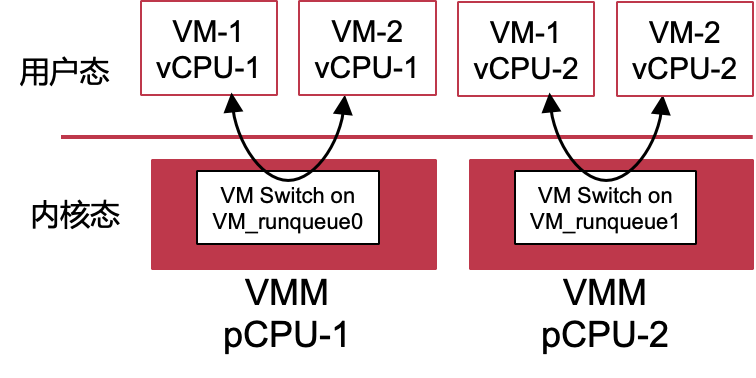 用户态
VM-1
vCPU-1
VM-2
vCPU-1
VM-1
vCPU-2
VM-2
vCPU-2
内核态
VM Switch on
VM_runqueue0
VM Switch on
VM_runqueue1
VMM
pCPU-1
VMM
pCPU-2